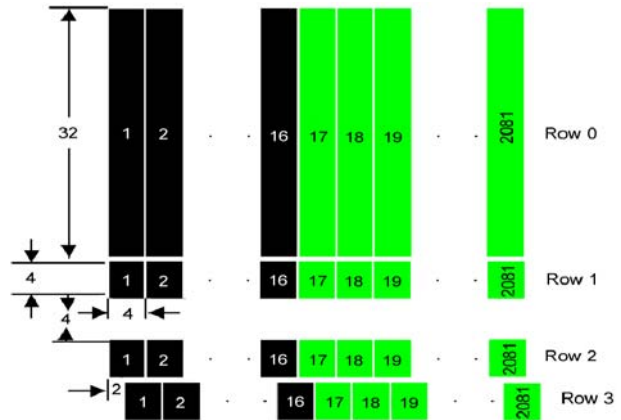 32 1 2 . . 16 17 18 19 . . 2081 Row 0
4 1 2 . . 16 17 18 19 . . 2081 Row 1
4
4
1 2 . . 16 17 18 19 . . 2081 Row 2
2 1 2 . . 16 17 18 19 . . 2081 Row 3